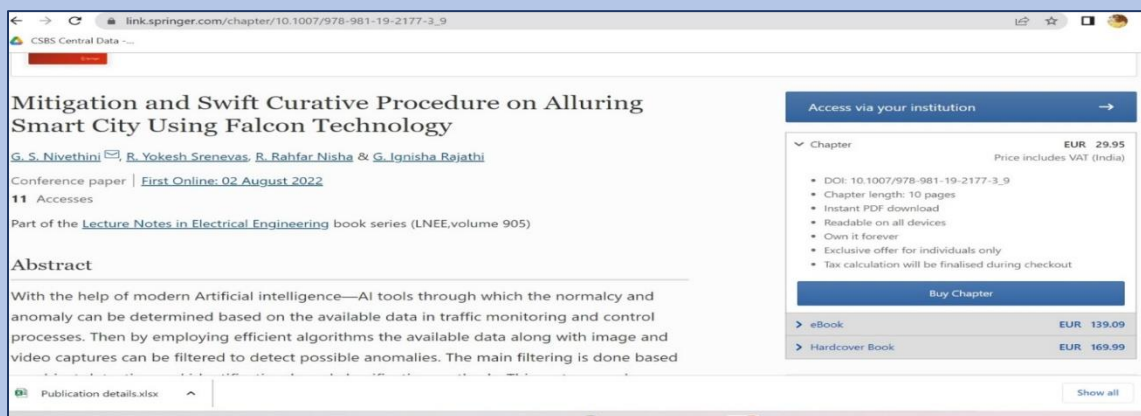 link.springer.com/chapter/10.1007/978-981-19-2177-3_9
CSBS Central Data -...
Mitigation and Swift Curative Procedure on Alluring
Smart City Using Falcon Technology
G. S. Nivethini, R. Yokesh Srenevas, R. Rahfar Nisha & G. Ignisha Rajathi
Conference paper | First Online: 02 August 2022
11 Accesses
Part of the Lecture Notes in Electrical Engineering book series (LNEE,volume 905)
Abstract
With the help of modern Artificial intelligence—AI tools through which the normalcy and
anomaly can be determined based on the available data in traffic monitoring and control
processes. Then by employing efficient algorithms the available data along with image and
video captures can be filtered to detect possible anomalies. The main filtering is done based
Access via your institution →
Chapter EUR 29.95
Price includes VAT (India)
• DOI: 10.1007/978-981-19-2177-3_9
• Chapter length: 10 pages
• Instant PDF download
• Readable on all devices
• Own it forever
• Exclusive offer for individuals only
• Tax calculation will be finalised during checkout
Buy Chapter
eBook EUR 139.09
Hardcover Book EUR 169.99
Publication details.xlsx
Show all